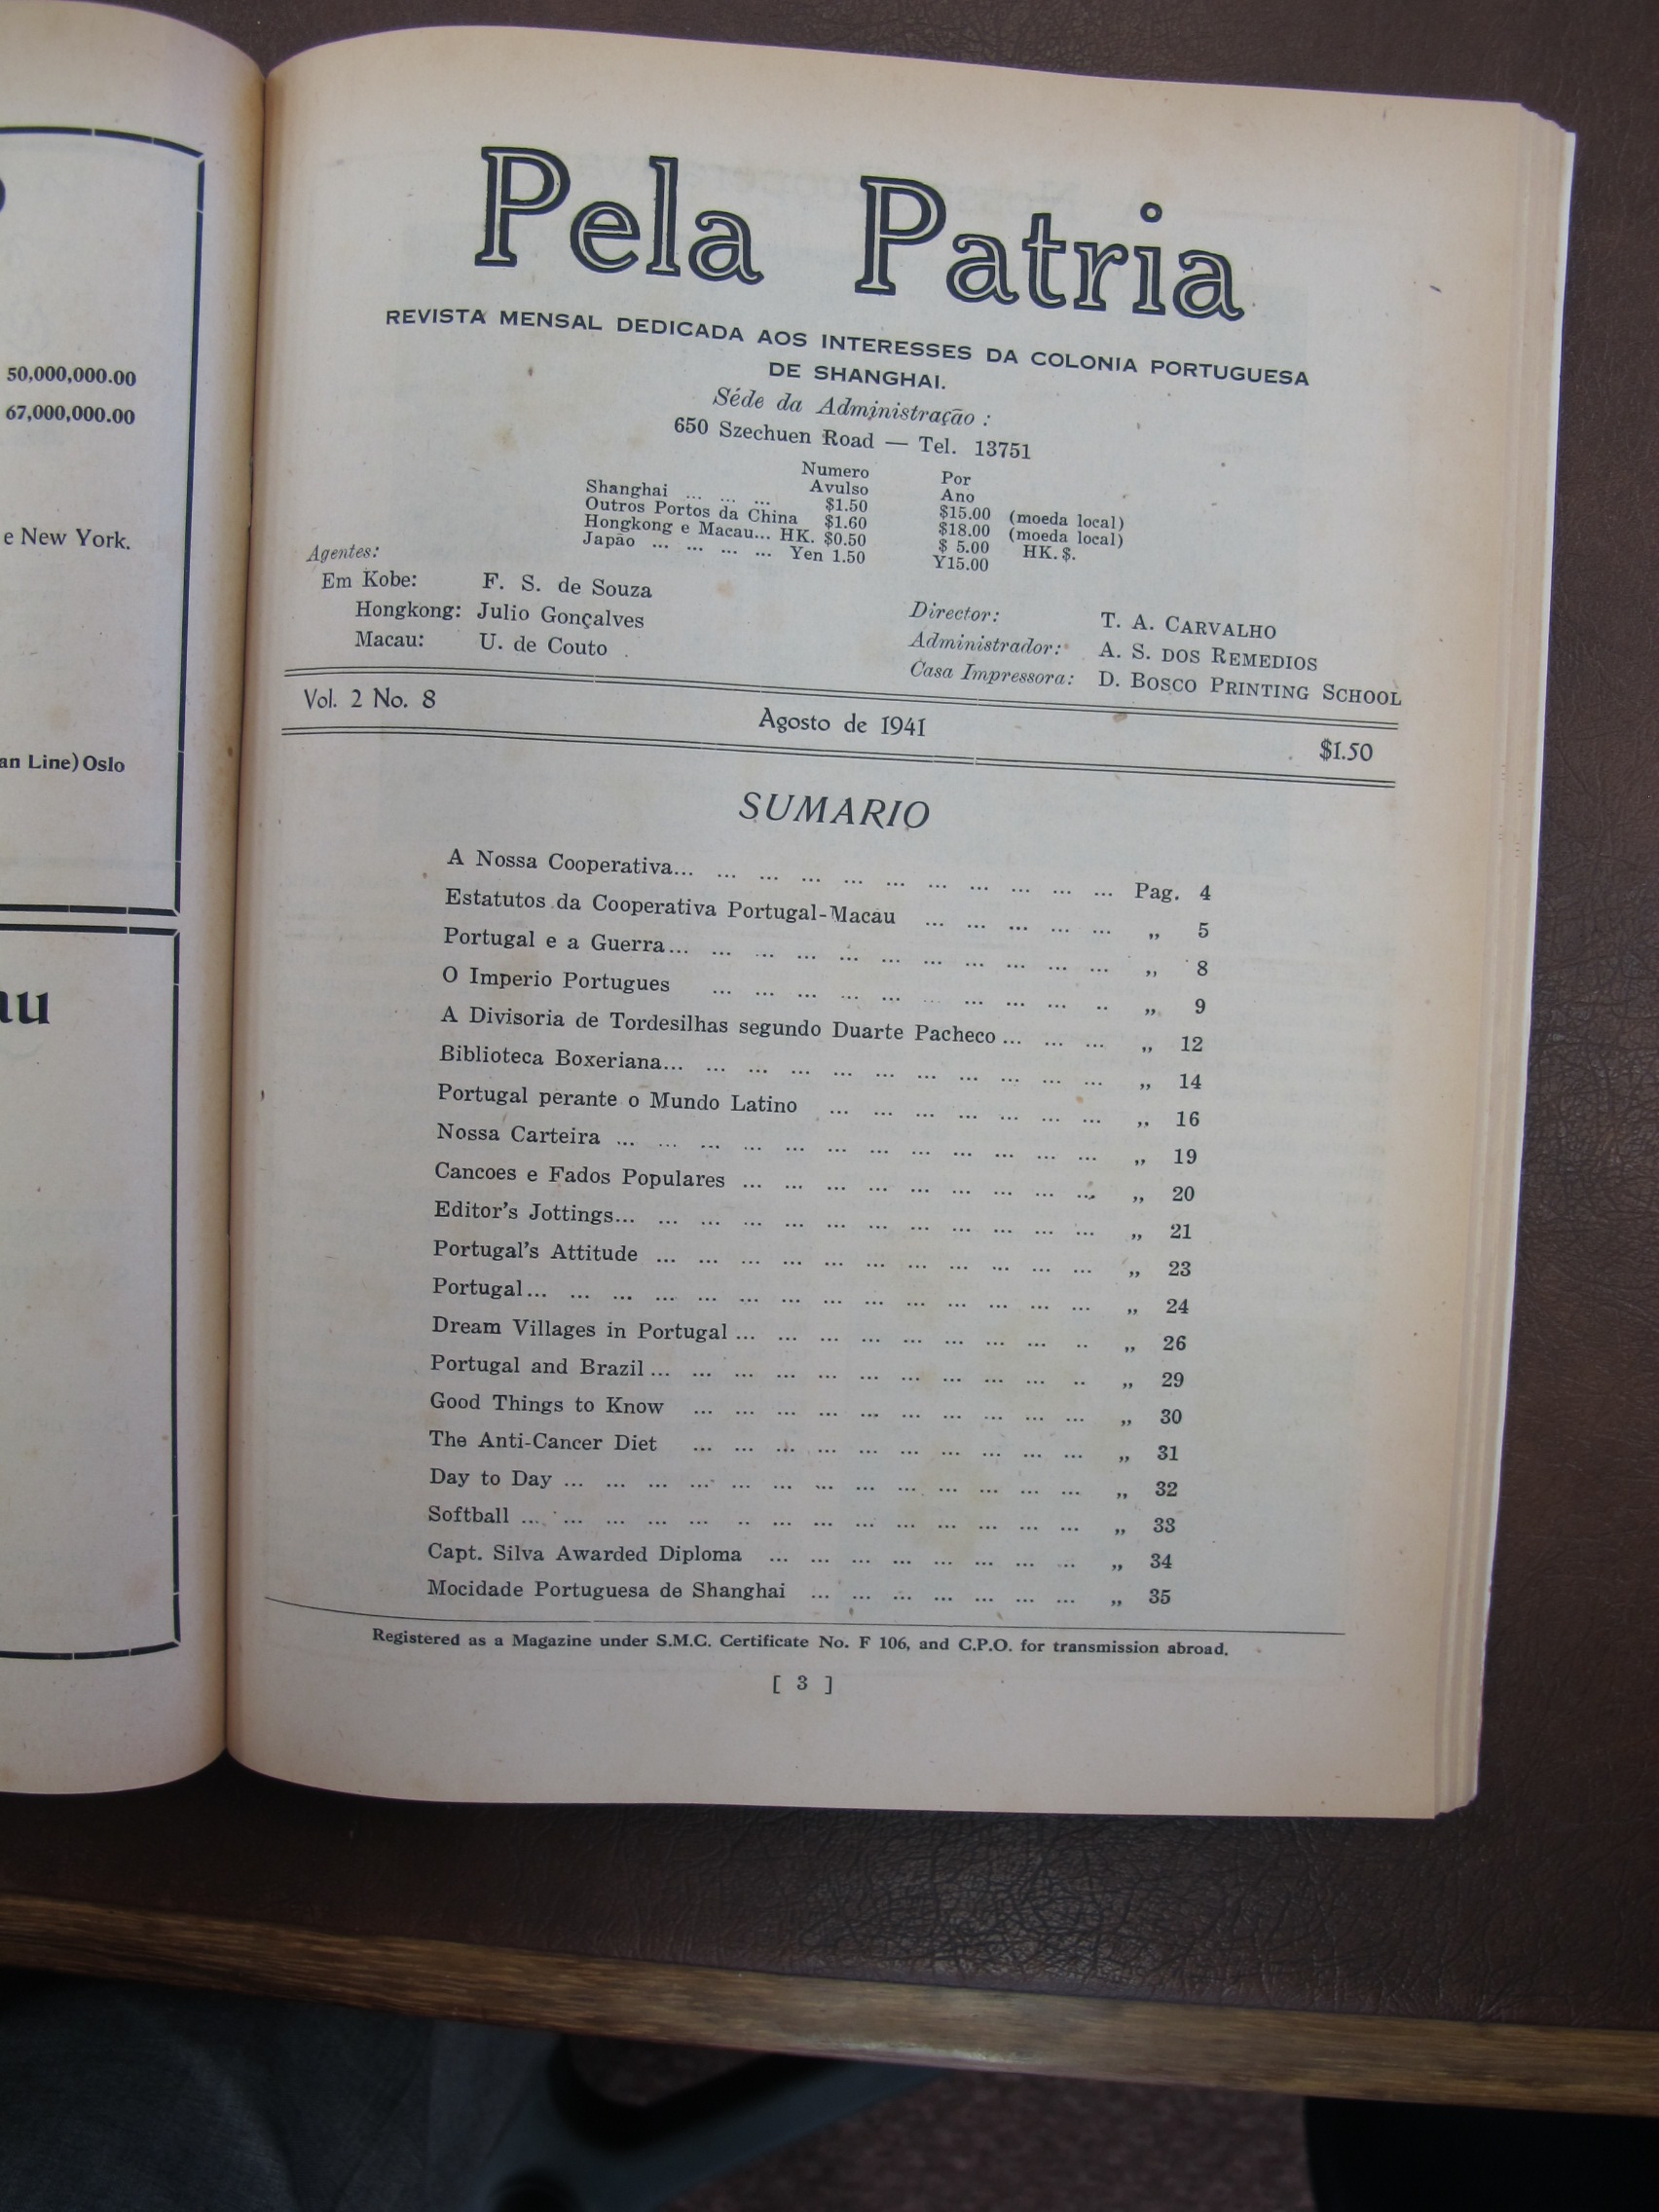 50,000,000.00
67,000,000.00
e New York.
an Line) Oslo
au
Pela Patria
REVISTA MENSAL DEDICADA AOS INTERESSES DA COLONIA PORTUGUESA
DE SHANGHAI.
Séde da Administração :
650 Szechuen Road — Tel. 13751
Numero Por
Avulso Ano
Shanghai ... ... ... $1.50 $15.00 (moeda local)
Outros Portos da China $1.60 $18.00 (moeda local)
Hongkong e Macau... HK. $0.50 $ 5.00 HK. $.
Japão ... ... ... ... Yen 1.50 Y15.00
Agentes:
Em Kobe: F. S. de Souza
Hongkong: Julio Gonçalves
Macau: U. de Couto
Director: T. A. CARVALHO
Administrador: A. S. DOS REMEDIOS
Casa Impressora: D. BOSCO PRINTING SCHOOL
Vol. 2 No. 8 Agosto de 1941 $1.50
SUMARIO
A Nossa Cooperativa... ... ... ... ... ... ... ... ... ... ... Pag. 4
Estatutos da Cooperativa Portugal-Macau ... ... ... ... ... „ 5
Portugal e a Guerra... ... ... ... ... ... ... ... ... ... ... „ 8
O Imperio Portugues ... ... ... ... ... ... ... ... ... .. „ 9
A Divisoria de Tordesilhas segundo Duarte Pacheco ... ... ... „ 12
Biblioteca Boxeriana... ... ... ... ... ... ... ... ... ... ... „ 14
Portugal perante o Mundo Latino ... ... ... ... ... ... ... „ 16
Nossa Carteira ... ... ... ... ... ... ... ... ... ... ... ... „ 19
Cancoes e Fados Populares ... ... ... ... ... ... ... ... ... „ 20
Editor's Jottings... ... ... ... ... ... ... ... ... ... ... ... „ 21
Portugal's Attitude ... ... ... ... ... ... ... ... ... ... ... „ 23
Portugal... ... ... ... ... ... ... ... ... ... ... ... ... ... „ 24
Dream Villages in Portugal ... ... ... ... ... ... ... ... .. „ 26
Portugal and Brazil ... ... ... ... ... ... ... ... ... ... .. „ 29
Good Things to Know ... ... ... ... ... ... ... ... ... ... „ 30
The Anti-Cancer Diet ... ... ... ... ... ... ... ... ... ... „ 31
Day to Day ... ... ... ... ... ... ... ... ... ... ... ... ... „ 32
Softball ... ... ... ... ... .. ... ... ... ... ... ... ... ... „ 33
Capt. Silva Awarded Diploma ... ... ... ... ... ... ... ... „ 34
Mocidade Portuguesa de Shanghai ... ... ... ... ... ... ... „ 35
Registered as a Magazine under S.M.C. Certificate No. F 106, and C.P.O. for transmission abroad.
[ 3 ]